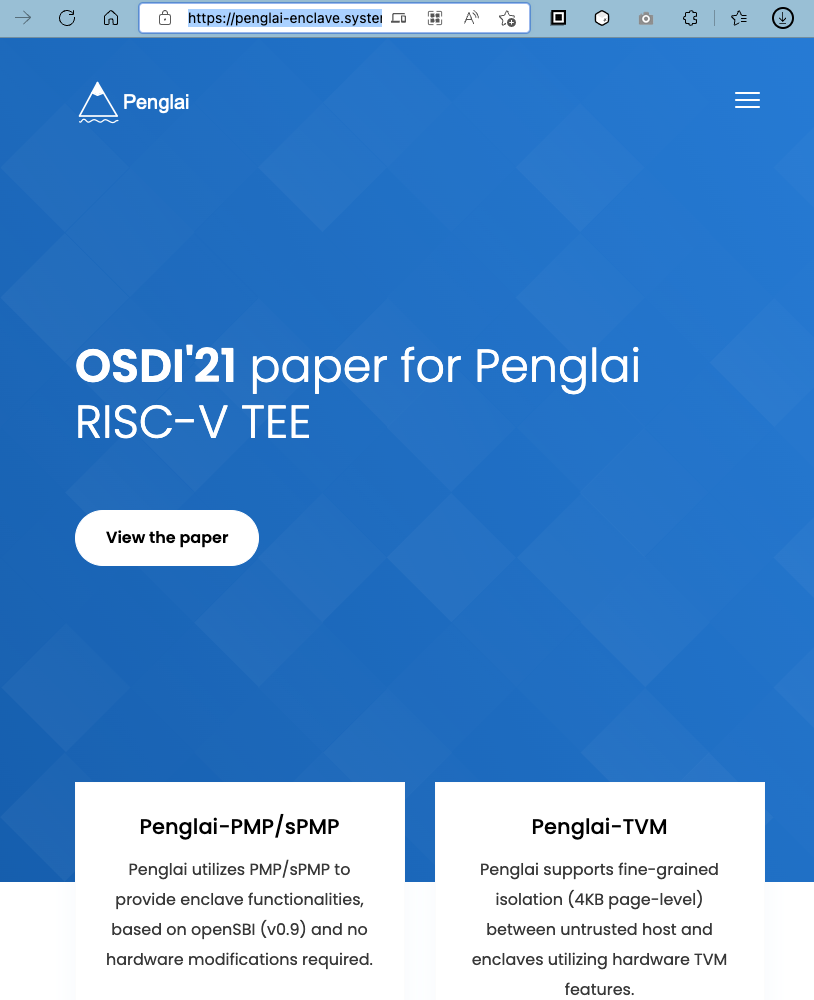 https://penglai-enclave.syster
Penglai
OSDI'21 paper for Penglai
RISC-V TEE
View the paper
Penglai-PMP/sPMP
Penglai utilizes PMP/sPMP to
provide enclave functionalities,
based on openSBI (v0.9) and no
hardware modifications required.
Penglai-TVM
Penglai supports fine-grained
isolation (4KB page-level)
between untrusted host and
enclaves utilizing hardware TVM
features.